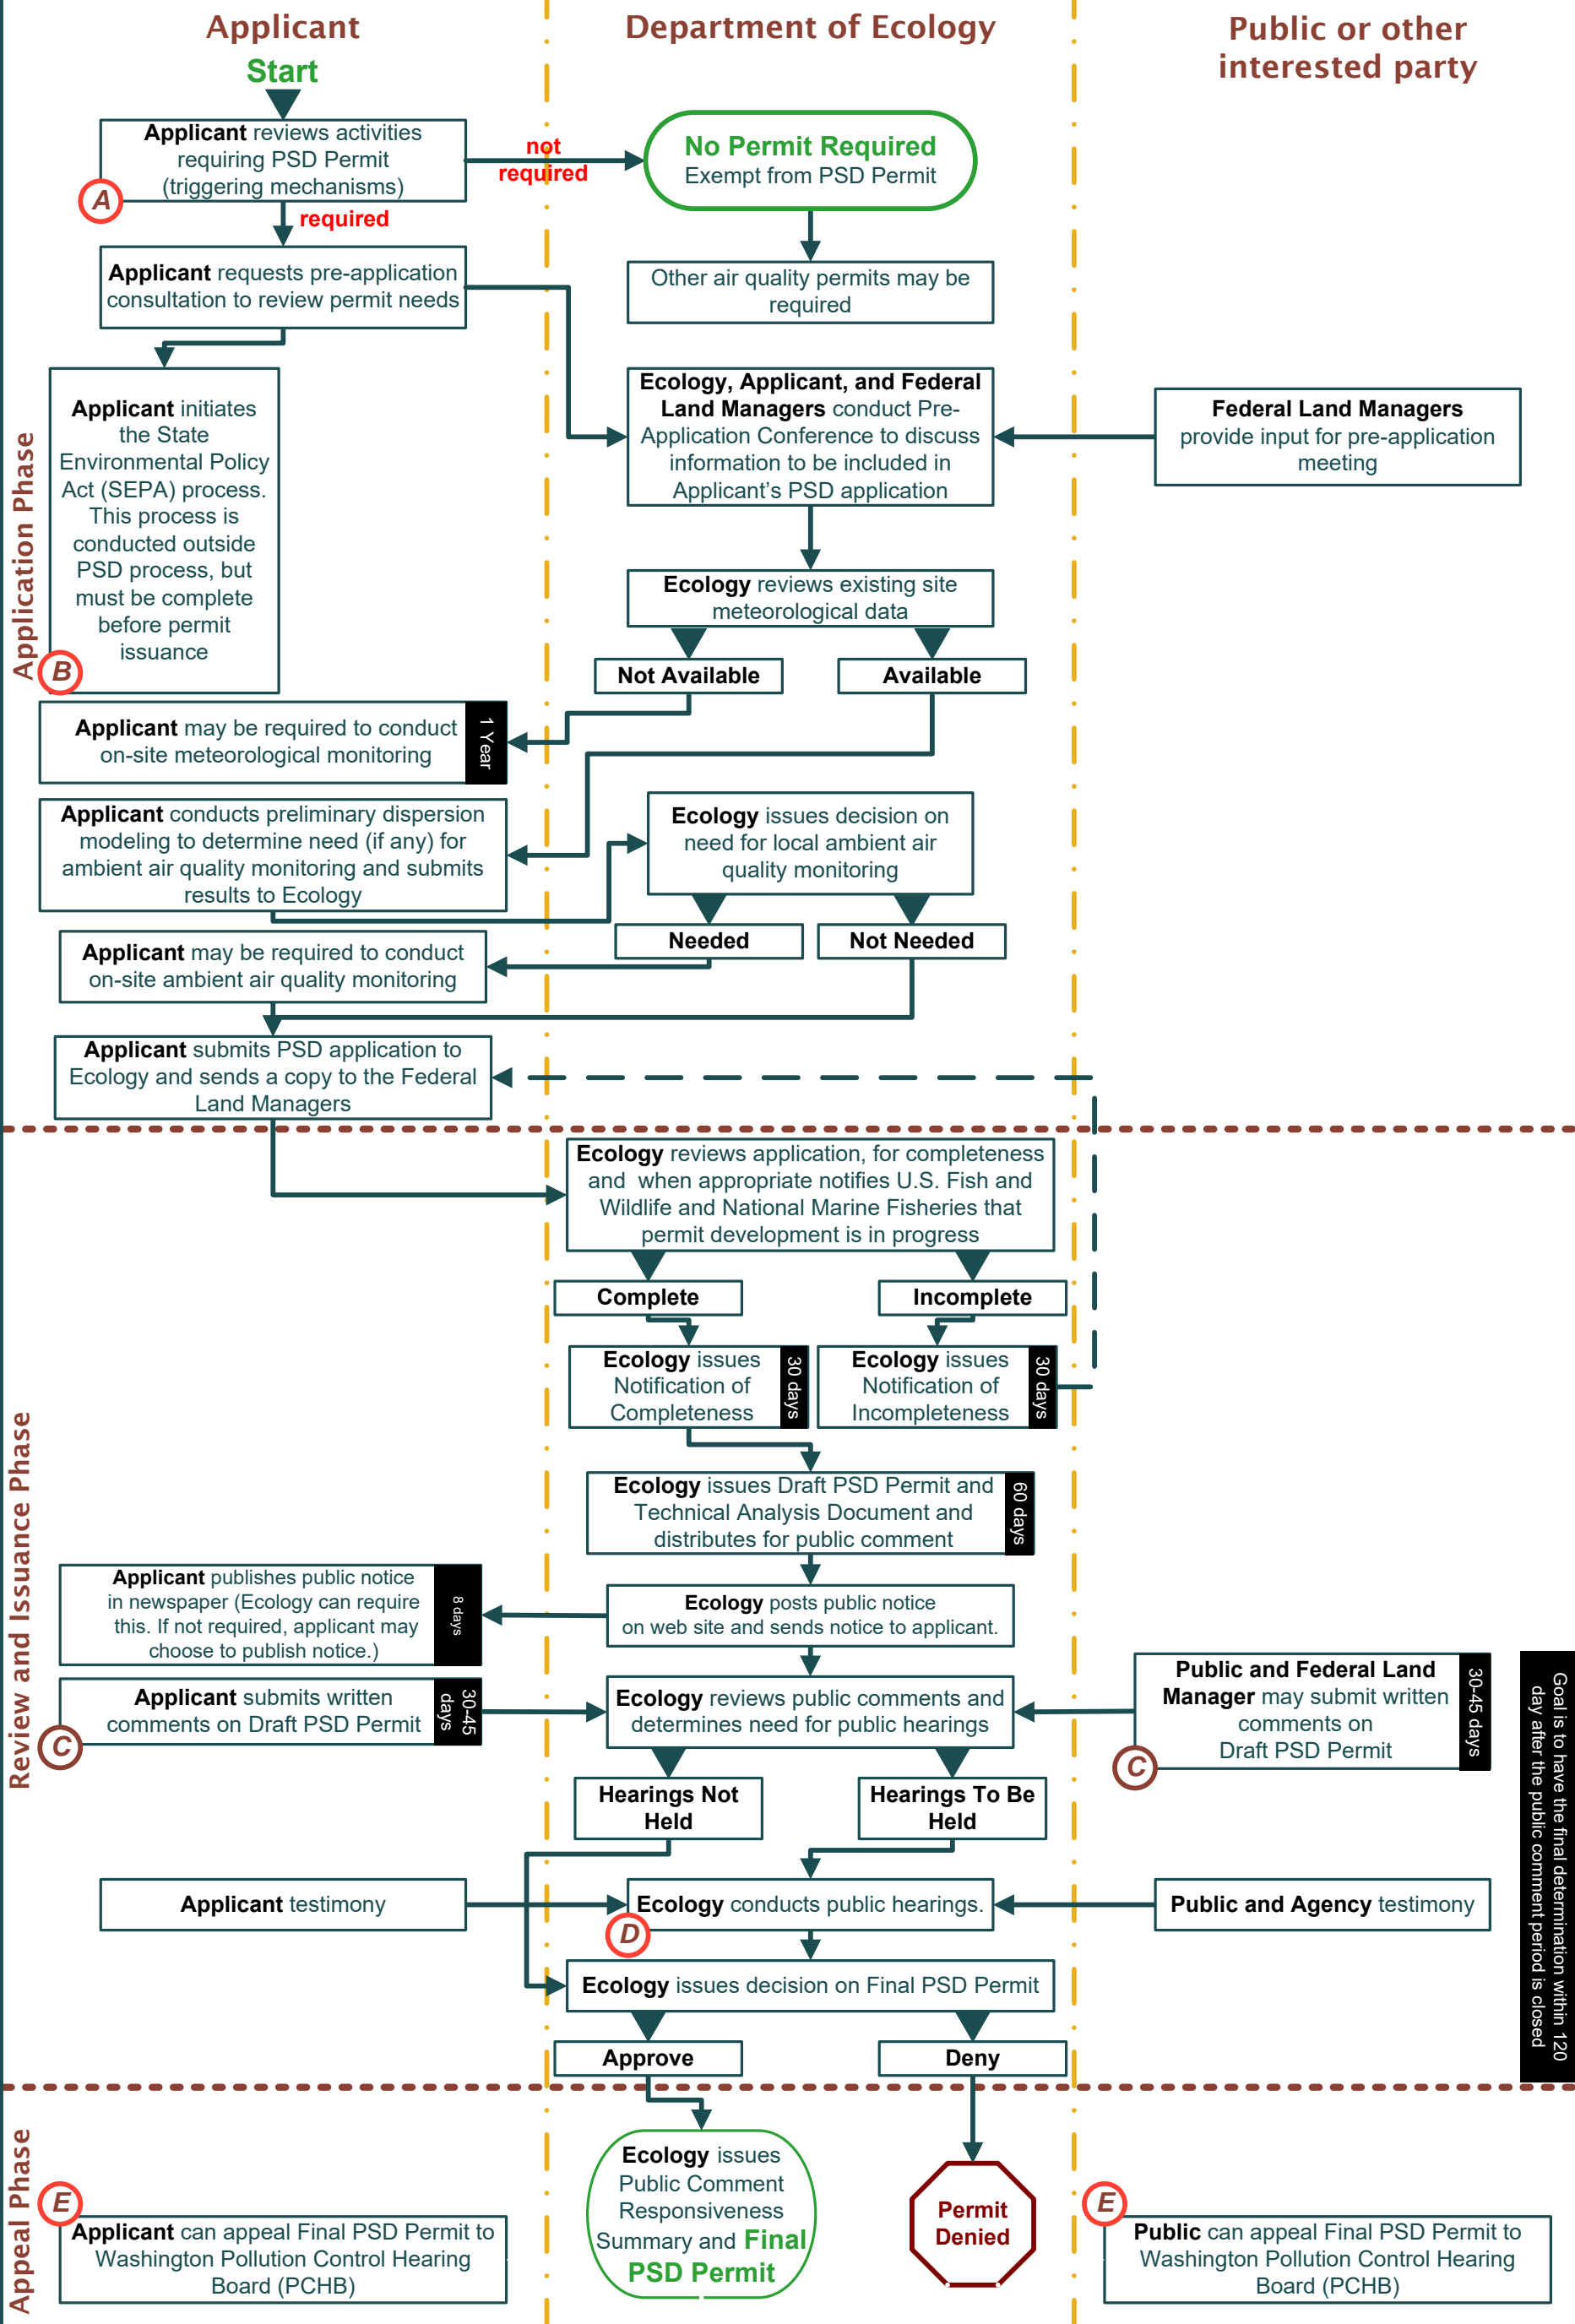 Applicant
Department of Ecology
Public or other
interested party
Start
Applicant reviews activities
requiring PSD Permit
(triggering mechanisms)
A
not
required
No Permit Required
Exempt from PSD Permit
required
Applicant requests pre-application
consultation to review permit needs
Other air quality permits may be
required
Application Phase
Applicant initiates
the State
Environmental Policy
Act (SEPA) process.
This process is
conducted outside
PSD process, but
must be complete
before permit
issuance
B
Ecology, Applicant, and Federal
Land Managers conduct Pre-
Application Conference to discuss
information to be included in
Applicant's PSD application
Federal Land Managers
provide input for pre-application
meeting
Ecology reviews existing site
meteorological data
Not Available
Available
Applicant may be required to conduct
on-site meteorological monitoring
1 Year
Applicant conducts preliminary dispersion
modeling to determine need (if any) for
ambient air quality monitoring and submits
results to Ecology
Ecology issues decision on
need for local ambient air
quality monitoring
Needed
Not Needed
Applicant may be required to conduct
on-site ambient air quality monitoring
Applicant submits PSD application to
Ecology and sends a copy to the Federal
Land Managers
Review and Issuance Phase
Ecology reviews application, for completeness
and when appropriate notifies U.S. Fish and
Wildlife and National Marine Fisheries that
permit development is in progress
Complete
Incomplete
Ecology issues
Notification of
Completeness
30 days
Ecology issues
Notification of
Incompleteness
30 days
Ecology issues Draft PSD Permit and
Technical Analysis Document and
distributes for public comment
60 days
Applicant publishes public notice
in newspaper (Ecology can require
this. If not required, applicant may
choose to publish notice.)
8 days
Ecology posts public notice
on web site and sends notice to applicant.
Applicant submits written
comments on Draft PSD Permit
30-45
days
C
Ecology reviews public comments and
determines need for public hearings
Public and Federal Land
Manager may submit written
comments on
Draft PSD Permit
30-45 days
C
Goal is to have the final determination within 120
day after the public comment period is closed
Hearings Not
Held
Hearings To Be
Held
Applicant testimony
Ecology conducts public hearings.
D
Public and Agency testimony
Ecology issues decision on Final PSD Permit
Approve
Deny
Appeal Phase
E
Applicant can appeal Final PSD Permit to
Washington Pollution Control Hearing
Board (PCHB)
Ecology issues
Public Comment
Responsiveness
Summary and Final
PSD Permit
Permit
Denied
E
Public can appeal Final PSD Permit to
Washington Pollution Control Hearing
Board (PCHB)